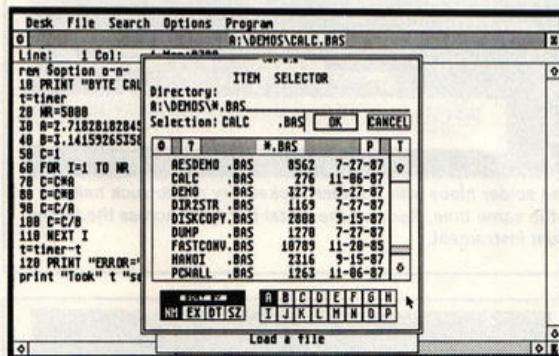 Desk File Search Options Program
A:\DEMOS\CALC.BAS
Line: 1 Col:
rem $option o-n-
10 PRINT "BYTE CAL
t=timer
20 NR=5000
30 A=2.71828182845
40 B=3.14159265358
50 C=1
60 FOR I=1 TO NR
70 C=C*A
80 C=C*B
90 C=C/A
100 C=C/B
110 NEXT I
t=timer-t
120 PRINT "ERROR="
print "Took" t "se
ITEM SELECTOR
Directory:
A:\DEMOS\*.BAS
Selection: CALC .BAS OK CANCEL
? *.BAS P T
AESDEMO .BAS 8562 7-27-87
CALC .BAS 276 11-06-87
DEMO .BAS 3279 7-27-87
DIR2STR .BAS 1169 7-27-87
DISKCOPY.BAS 2808 9-15-87
DUMP .BAS 1270 7-27-87
FASTCONV.BAS 10789 11-20-85
HANOI .BAS 2316 9-15-87
PCWALL .BAS 1263 11-06-87
SORT BY
NM EX DT SZ
A B C D E F G H
I J K L M N O P
Load a file